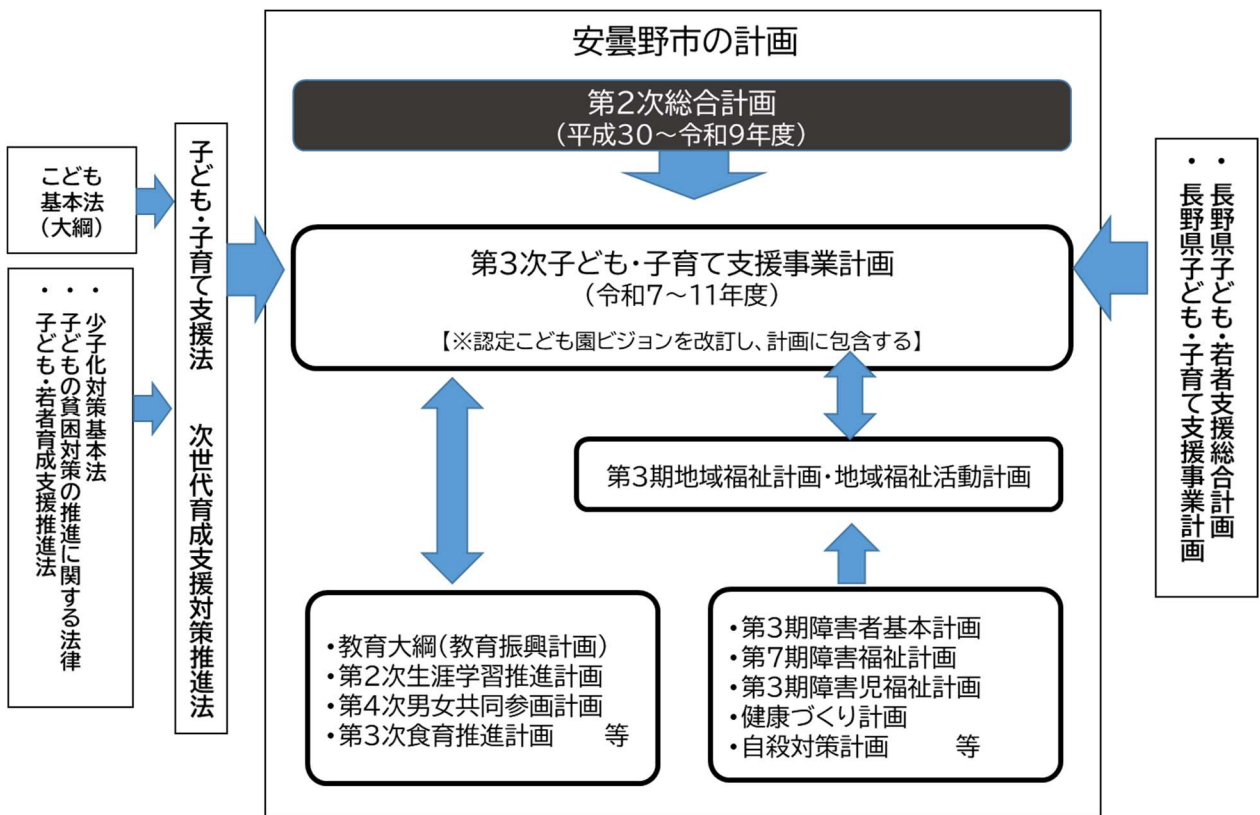 安曇野市の計画
第2次総合計画
（平成30～令和9年度）
こども
基本法
（大綱）
・少子化対策基本法
・子どもの貧困対策の推進に関する法律
・子ども・若者育成支援推進法
子ども・子育て支援法　次世代育成支援対策推進法
第3次子ども・子育て支援事業計画
（令和7～11年度）
【※認定こども園ビジョンを改訂し、計画に包含する】
・長野県子ども・若者支援総合計画
・長野県子ども・子育て支援事業計画
第3期地域福祉計画・地域福祉活動計画
・教育大綱（教育振興計画）
・第2次生涯学習推進計画
・第4次男女共同参画計画
・第3次食育推進計画　等
・第3期障害者基本計画
・第7期障害福祉計画
・第3期障害児福祉計画
・健康づくり計画
・自殺対策計画　等